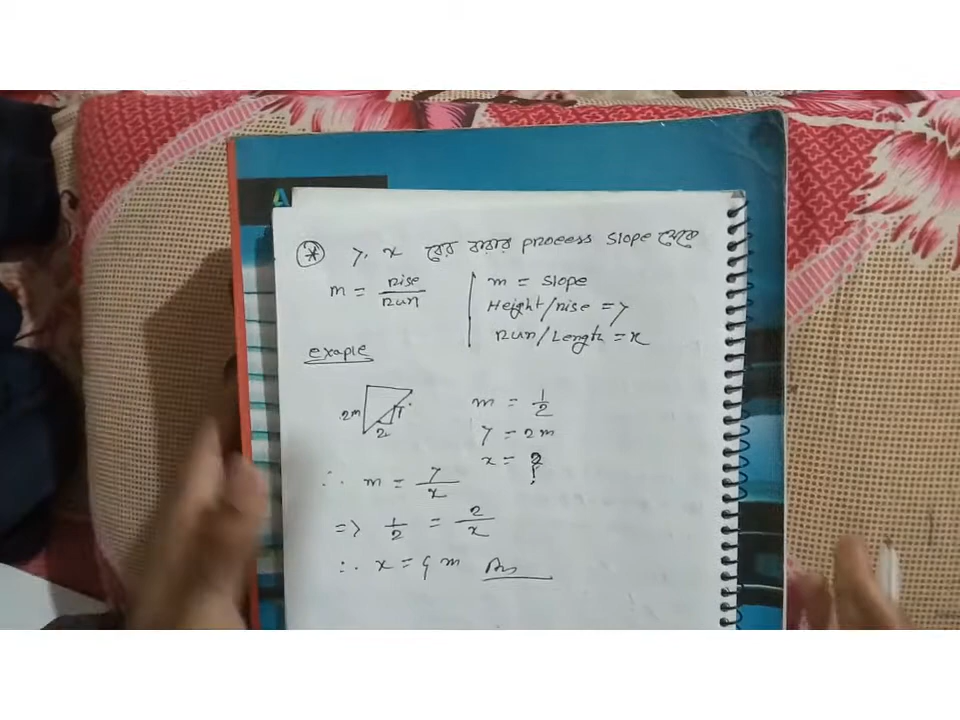 A
* y, x বের করার process slope থেকে
m = rise/run
m = slope
Height/rise = y
run/Length = x
exaple
2m
1
2
m = 1/2
y = 2m
x = ?
∴ m = y/x
=> 1/2 = 2/x
∴ x = 4 m Ans